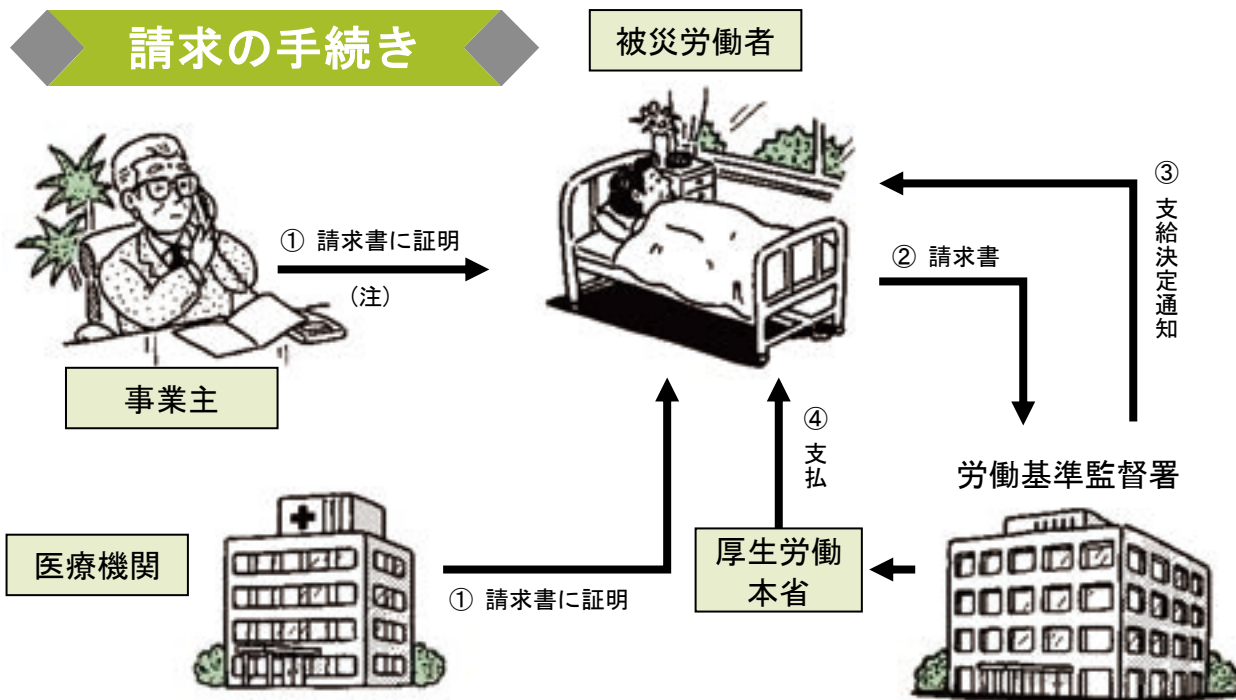 請求の手続き
被災労働者
① 請求書に証明
(注)
事業主
② 請求書
③ 支給決定通知
④ 支払
労働基準監督署
医療機関
① 請求書に証明
厚生労働
本省